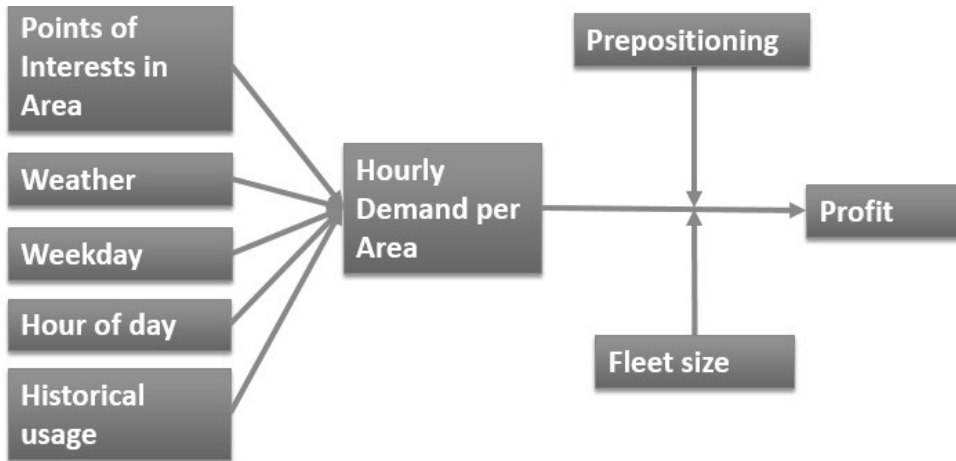 Points of
Interests in
Area
Weather
Weekday
Hour of day
Historical
usage
Hourly
Demand per
Area
Prepositioning
Fleet size
Profit